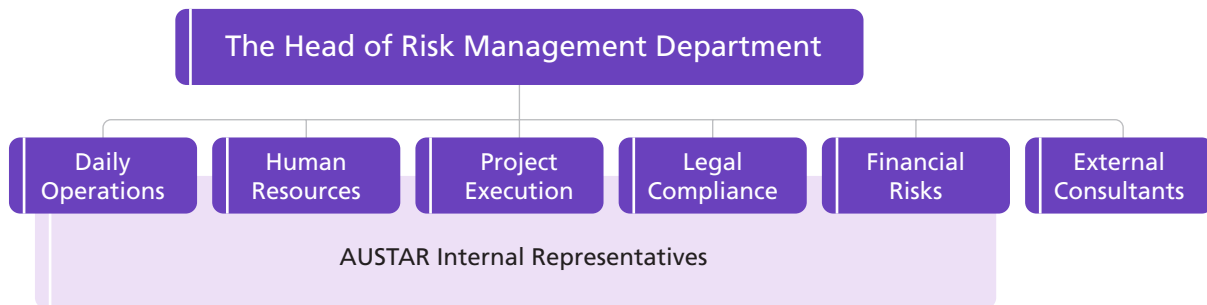 The Head of Risk Management Department
Daily
Operations
Human
Resources
Project
Execution
Legal
Compliance
Financial
Risks
External
Consultants
AUSTAR Internal Representatives